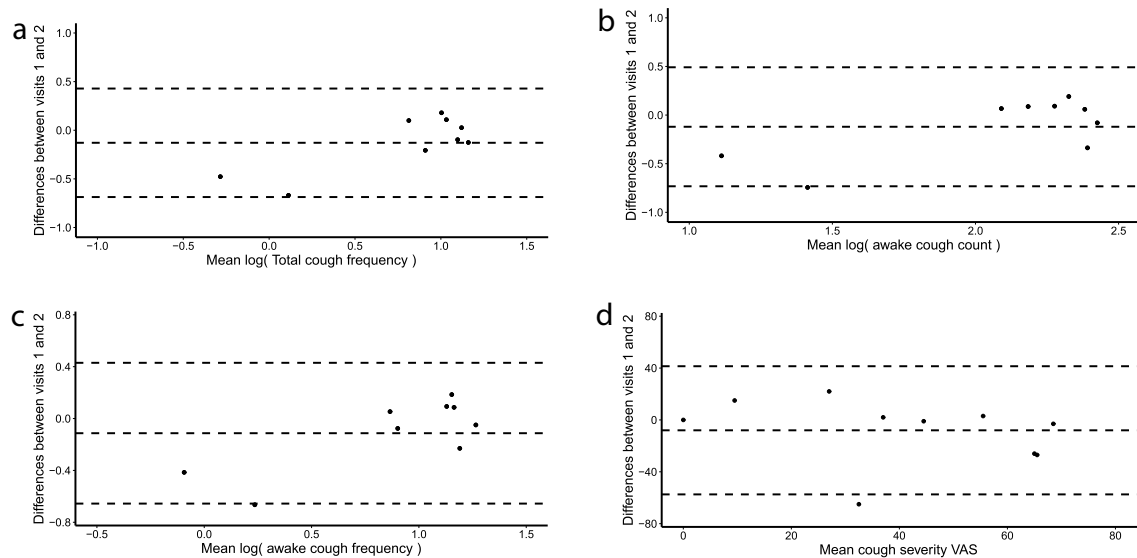 a
Differences between visits 1 and 2
1.0
0.5
0.0
−0.5
−1.0
−1.0 −0.5 0.0 0.5 1.0 1.5
Mean log( Total cough frequency )
b
Differences between visits 1 and 2
1.0
0.5
0.0
−0.5
−1.0
1.0 1.5 2.0 2.5
Mean log( awake cough count )
c
Differences between visits 1 and 2
0.8
0.4
0.0
−0.4
−0.8
−0.5 0.0 0.5 1.0 1.5
Mean log( awake cough frequency )
d
Differences between visits 1 and 2
80
40
0
−40
−80
0 20 40 60 80
Mean cough severity VAS